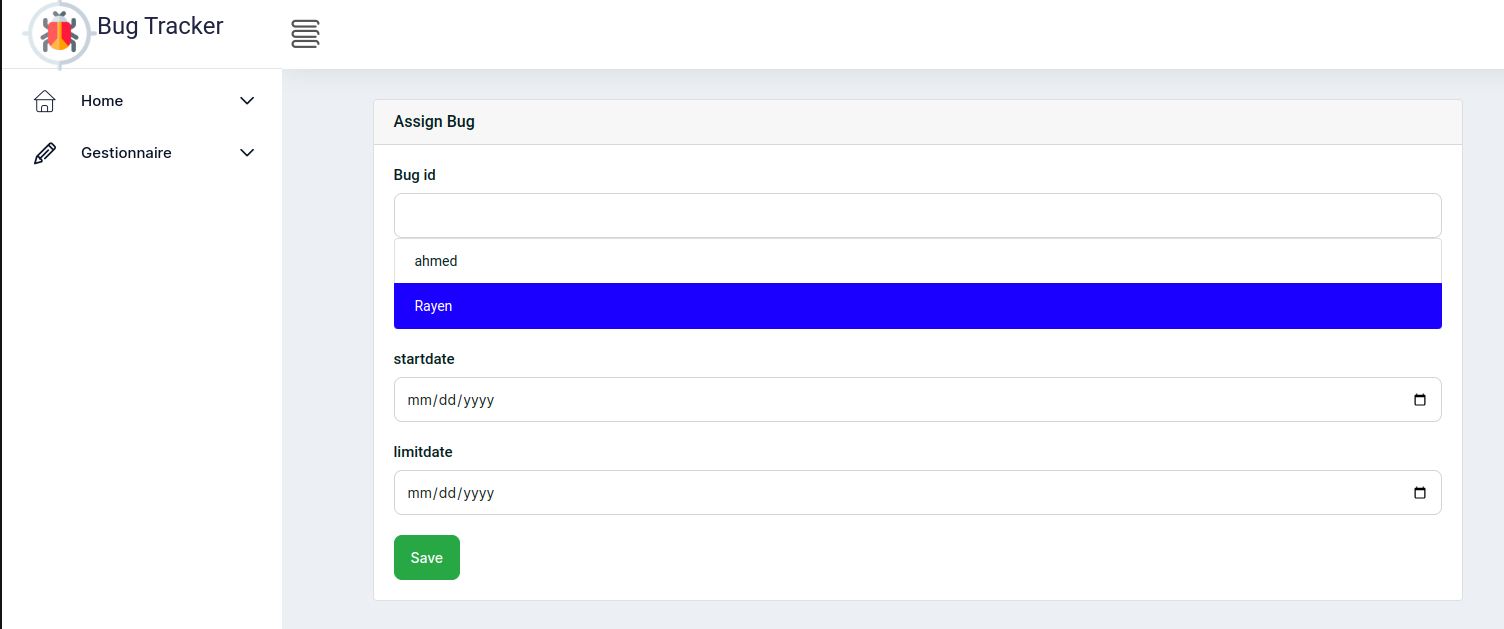 Bug Tracker
Home
Gestionnaire
Assign Bug
Bug id
ahmed
Rayen
startdate
mm/dd/yyyy
limitdate
mm/dd/yyyy
Save